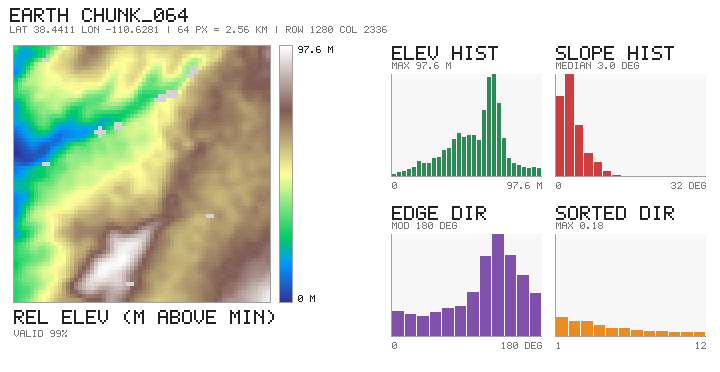 EARTH CHUNK_064
LAT 38.4411 LON -110.6281 | 64 PX = 2.56 KM | ROW 1280 COL 2336
97.6 M
0 M
REL ELEV (M ABOVE MIN)
VALID 99%
ELEV HIST
MAX 97.6 M
0 97.6 M
SLOPE HIST
MEDIAN 3.0 DEG
0 32 DEG
EDGE DIR
MOD 180 DEG
0 180 DEG
SORTED DIR
MAX 0.18
1 12